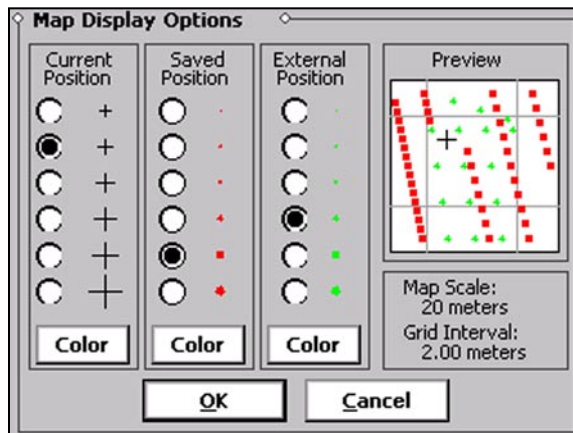 Map Display Options
Current
Position
Saved
Position
External
Position
Preview
Color
Color
Color
Map Scale:
20 meters
Grid Interval:
2.00 meters
OK
Cancel